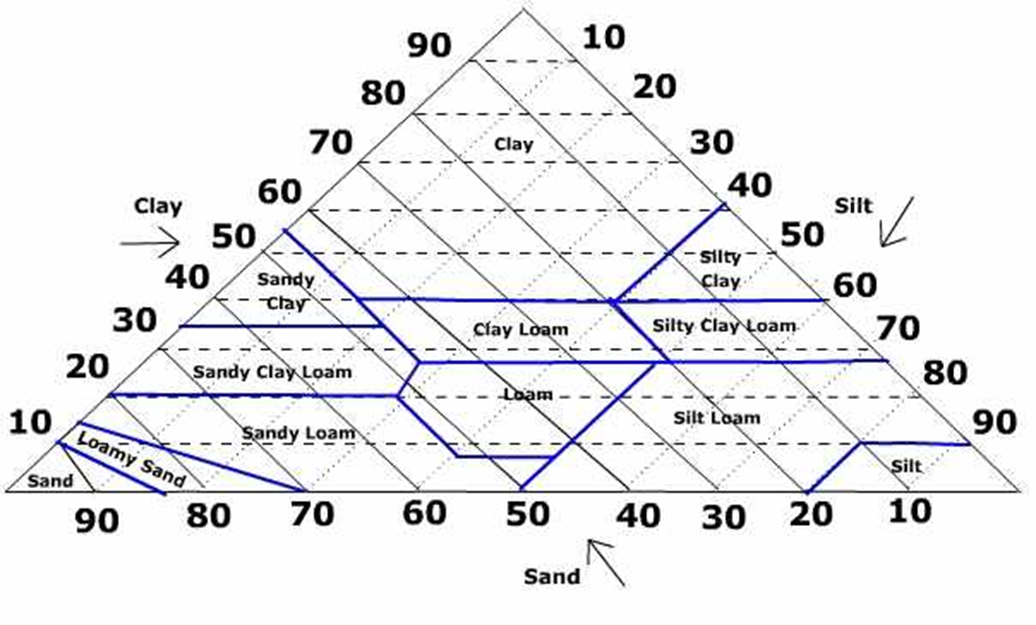 90 10
80 20
70 Clay 30
60 40
Clay Silt
50 50
Silty
Clay
40 60
Sandy
Clay
30 70
Clay Loam Silty Clay Loam
20 80
Sandy Clay Loam
Loam
Silt Loam
10 90
Sandy Loam
Loamy Sand
Silt
Sand
90 80 70 60 50 40 30 20 10
Sand